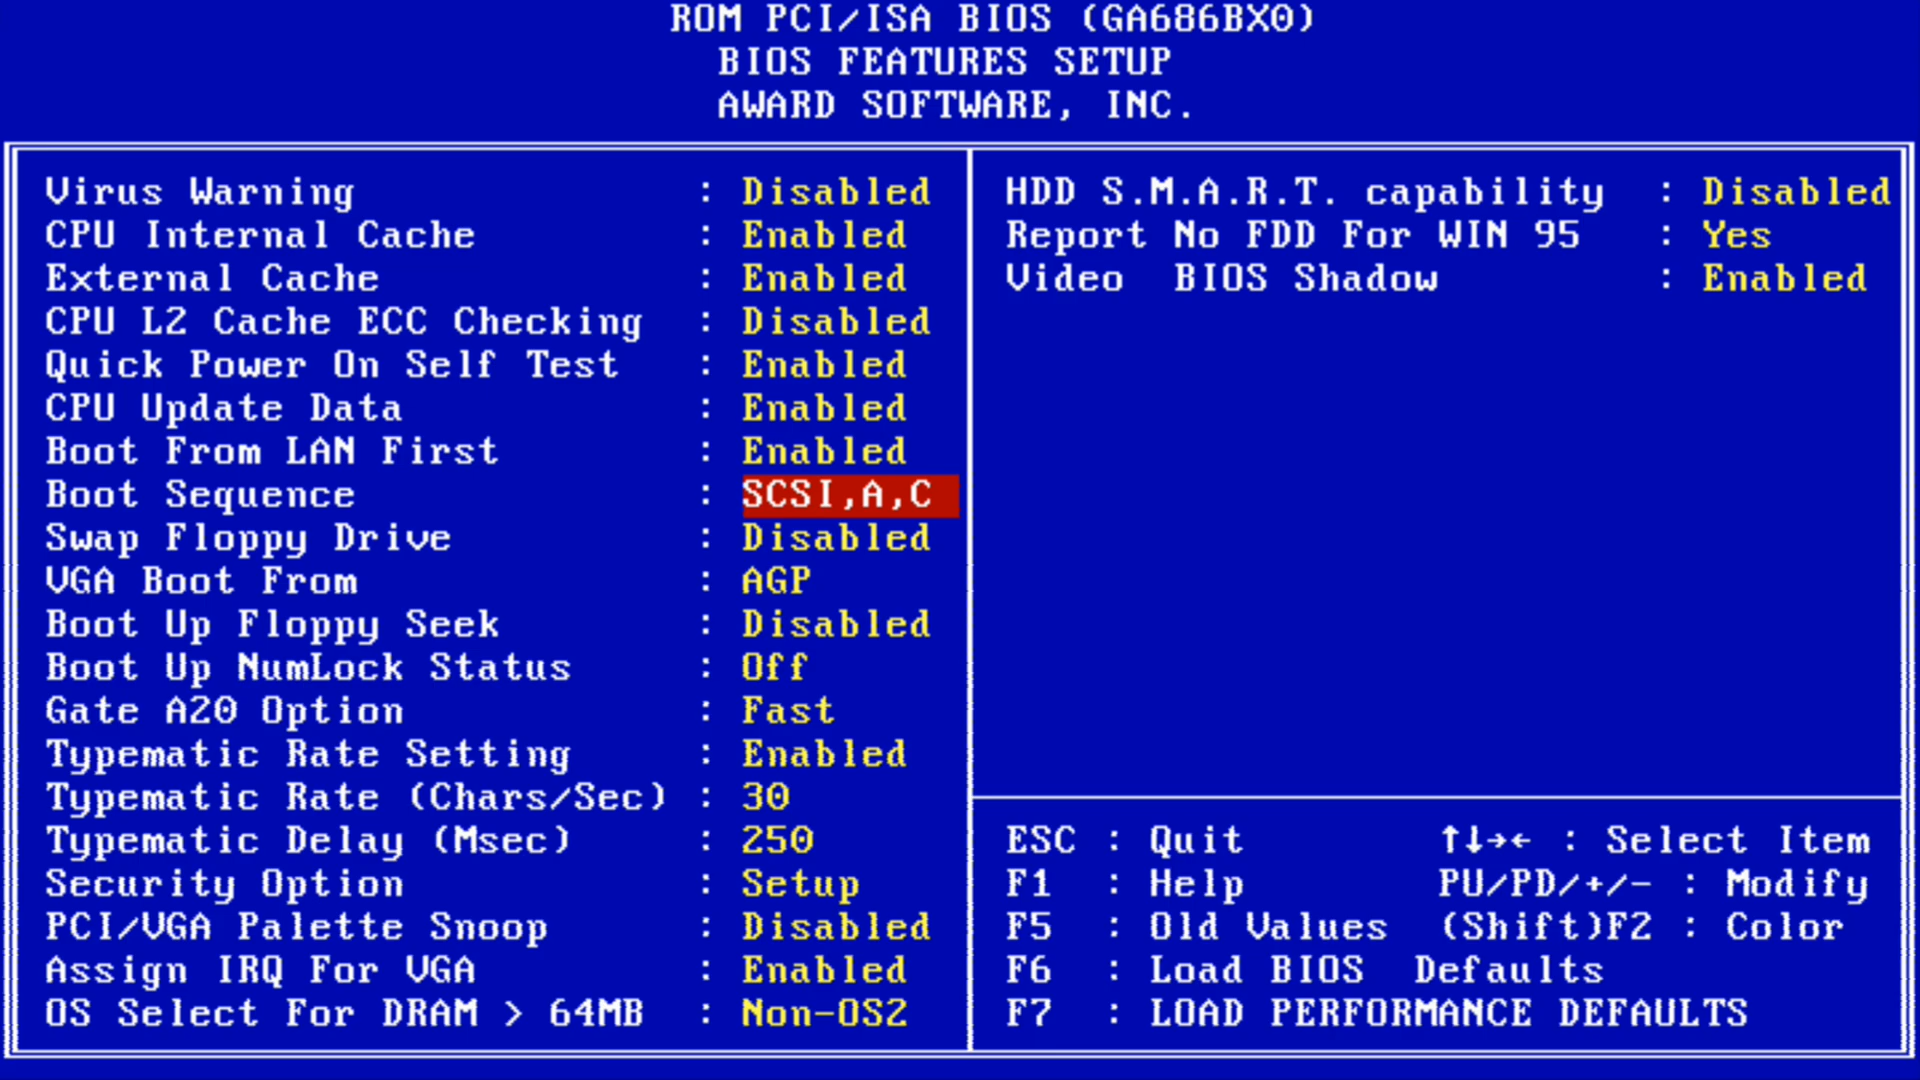 ROM PCI/ISA BIOS (GA686BX0)
BIOS FEATURES SETUP
AWARD SOFTWARE, INC.
Virus Warning : Disabled
CPU Internal Cache : Enabled
External Cache : Enabled
CPU L2 Cache ECC Checking : Disabled
Quick Power On Self Test : Enabled
CPU Update Data : Enabled
Boot From LAN First : Enabled
Boot Sequence : SCSI,A,C
Swap Floppy Drive : Disabled
VGA Boot From : AGP
Boot Up Floppy Seek : Disabled
Boot Up NumLock Status : Off
Gate A20 Option : Fast
Typematic Rate Setting : Enabled
Typematic Rate (Chars/Sec) : 30
Typematic Delay (Msec) : 250
Security Option : Setup
PCI/VGA Palette Snoop : Disabled
Assign IRQ For VGA : Enabled
OS Select For DRAM > 64MB : Non-OS2
HDD S.M.A.R.T. capability : Disabled
Report No FDD For WIN 95 : Yes
Video BIOS Shadow : Enabled
ESC : Quit ↑↓→← : Select Item
F1 : Help PU/PD/+/- : Modify
F5 : Old Values (Shift)F2 : Color
F6 : Load BIOS Defaults
F7 : LOAD PERFORMANCE DEFAULTS